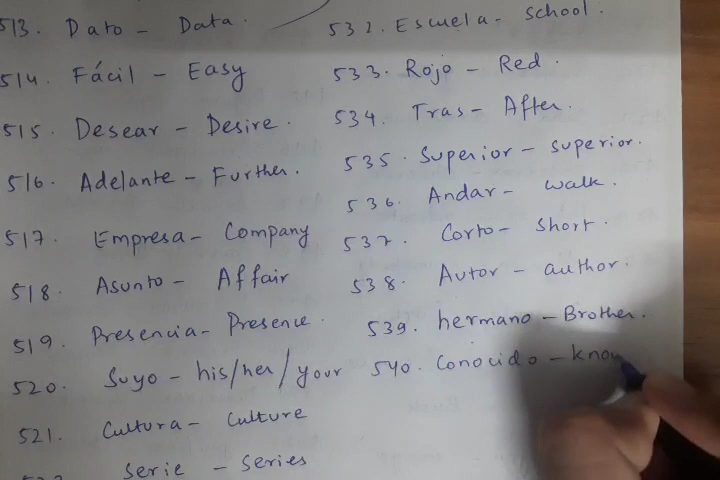 513. Dato - Data.
514. Fácil - Easy
515. Desear - Desire.
516. Adelante - Further.
517. Empresa - Company
518. Asunto - Affair
519. Presencia - Presence.
520. Suyo - his/her/your
521. Cultura - Culture
522. Serie - Series
532. Escuela - School.
533. Rojo - Red.
534. Tras - After.
535. Superior - Superior.
536. Andar - walk.
537. Corto - Short.
538. Autor - author.
539. hermano - Brother.
540. Conocido - know